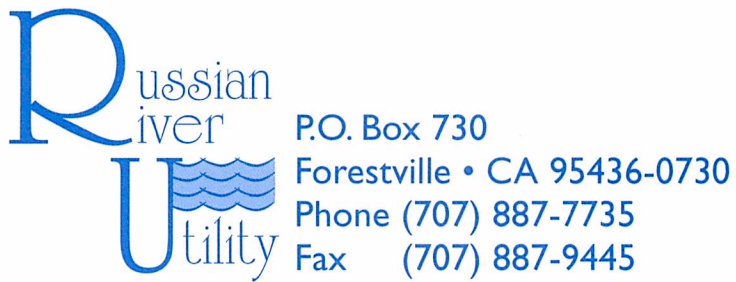 Russian
River
Utility
P.O. Box 730
Forestville • CA 95436-0730
Phone (707) 887-7735
Fax (707) 887-9445